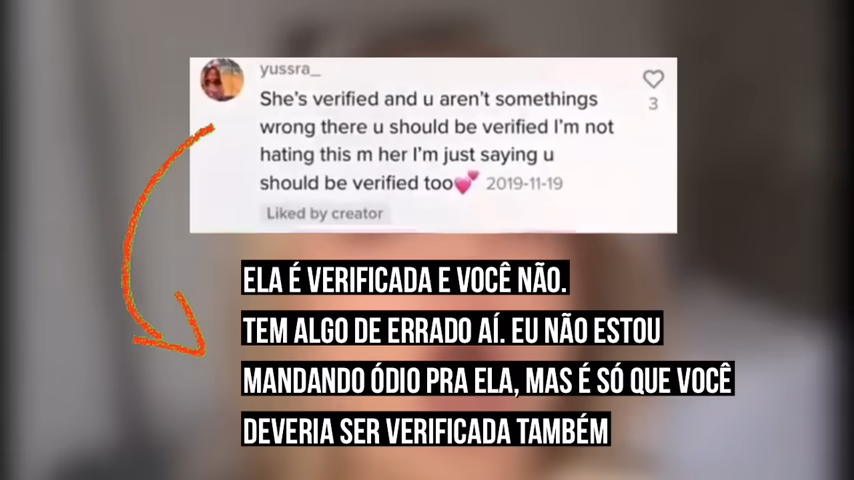 yussra_
She's verified and u aren't somethings
wrong there u should be verified I'm not
hating this m her I'm just saying u
should be verified too💕 2019-11-19
3
Liked by creator
ELA É VERIFICADA E VOCÊ NÃO.
TEM ALGO DE ERRADO AÍ. EU NÃO ESTOU
MANDANDO ÓDIO PRA ELA, MAS É SÓ QUE VOCÊ
DEVERIA SER VERIFICADA TAMBÉM